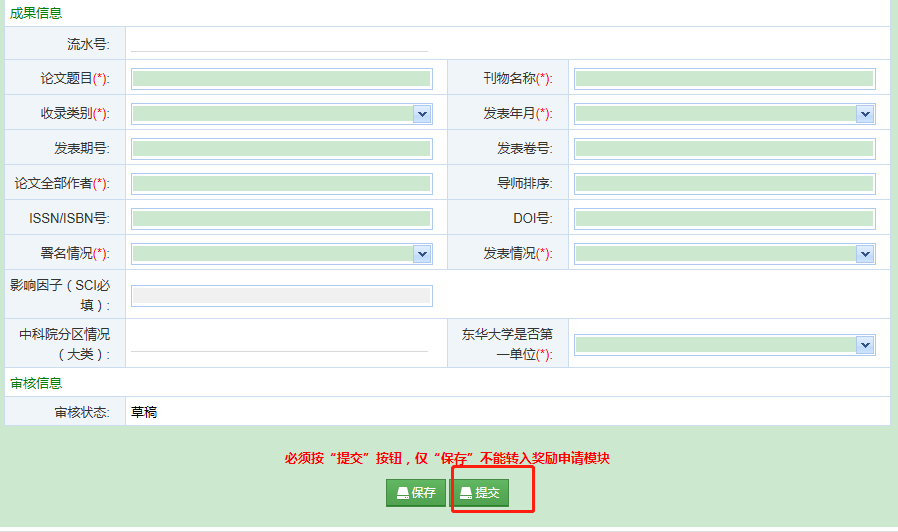 成果信息
流水号:
论文题目(*): 刊物名称(*):
收录类别(*): 发表年月(*):
发表期号: 发表卷号:
论文全部作者(*): 导师排序:
ISSN/ISBN号: DOI号:
署名情况(*): 发表情况(*):
影响因子（SCI必
填）:
中科院分区情况 东华大学是否第
（大类）: 一单位(*):
审核信息
审核状态: 草稿
必须按“提交”按钮，仅“保存”不能转入奖励申请模块
保存 提交